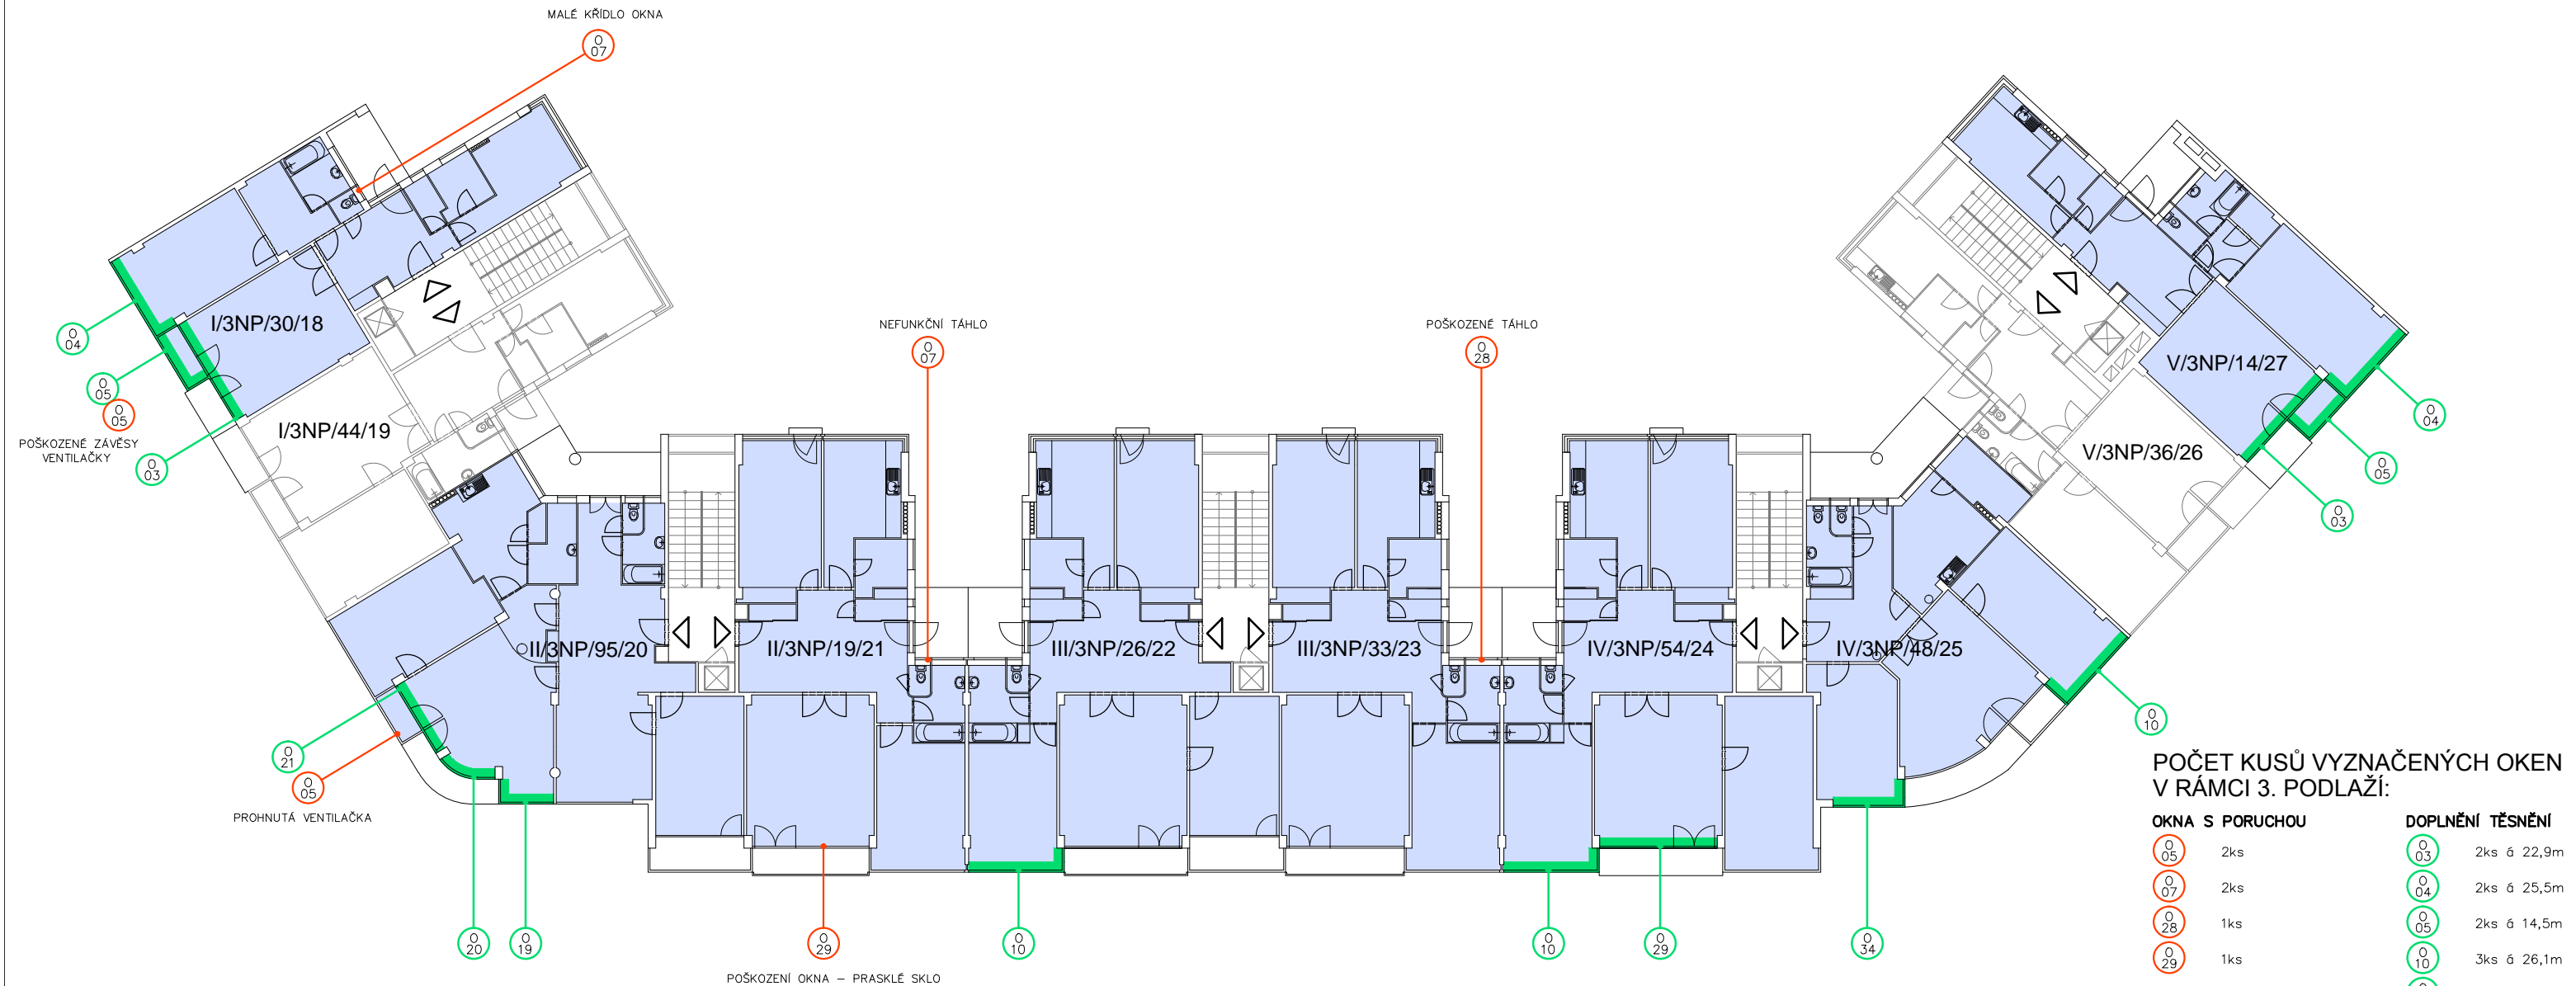 MALÉ KŘÍDLO OKNA
O
07
I/3NP/30/18
O
04
O
05
O
05
POŠKOZENÉ ZÁVĚSY
VENTILAČKY
O
03
I/3NP/44/19
NEFUNKČNÍ TÁHLO
O
07
POŠKOZENÉ TÁHLO
O
28
V/3NP/14/27
V/3NP/36/26
O
04
O
05
O
03
II/3NP/95/20
II/3NP/19/21
III/3NP/26/22
III/3NP/33/23
IV/3NP/54/24
IV/3NP/48/25
O
10
O
21
O
05
PROHNUTÁ VENTILAČKA
O
20
O
19
O
29
POŠKOZENÍ OKNA – PRASKLÉ SKLO
O
10
O
10
O
29
O
34
POČET KUSŮ VYZNAČENÝCH OKEN
V RÁMCI 3. PODLAŽÍ:
OKNA S PORUCHOU
O
05
2ks
O
07
2ks
O
28
1ks
O
29
1ks
DOPLNĚNÍ TĚSNĚNÍ
O
03
2ks á 22,9m
O
04
2ks á 25,5m
O
05
2ks á 14,5m
O
10
3ks á 26,1m